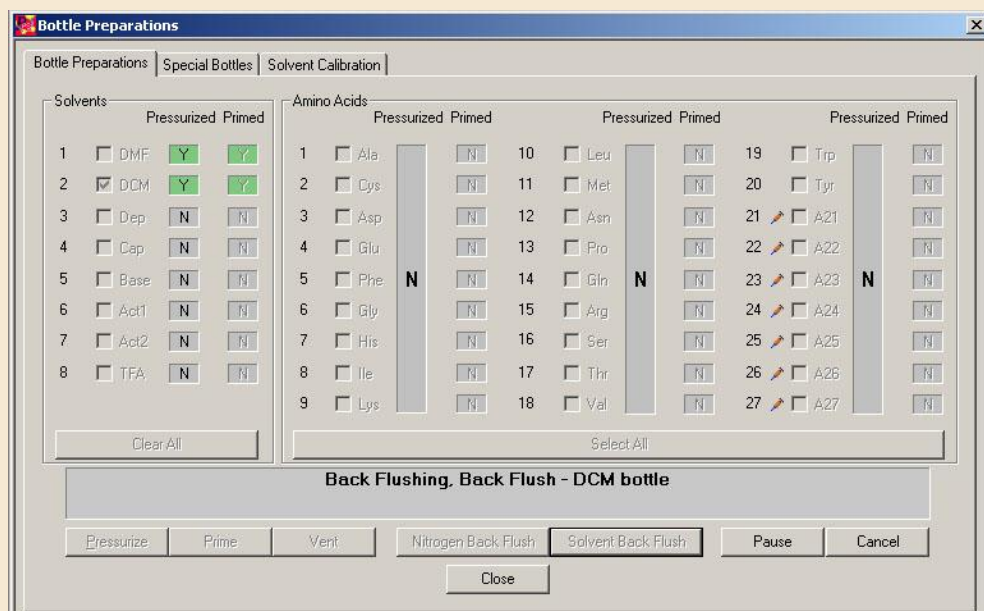 Bottle Preparations
Bottle Preparations Special Bottles Solvent Calibration
Solvents Amino Acids
Pressurized Primed Pressurized Primed Pressurized Primed Pressurized Primed
1 DMF Y Y 1 Ala N 10 Leu N 19 Trp N
2 DCM Y Y 2 Cys N 11 Met N 20 Tyr N
3 Dep N N 3 Asp N 12 Asn N 21 A21 N
4 Cap N N 4 Glu N 13 Pro N 22 A22 N
5 Base N N 5 Phe N N 14 Gln N N 23 A23 N N
6 Act1 N N 6 Gly N 15 Arg N 24 A24 N
7 Act2 N N 7 His N 16 Ser N 25 A25 N
8 TFA N N 8 Ile N 17 Thr N 26 A26 N
9 Lys N 18 Val N 27 A27 N
Clear All Select All
Back Flushing, Back Flush - DCM bottle
Pressurize Prime Vent Nitrogen Back Flush Solvent Back Flush Pause Cancel
Close